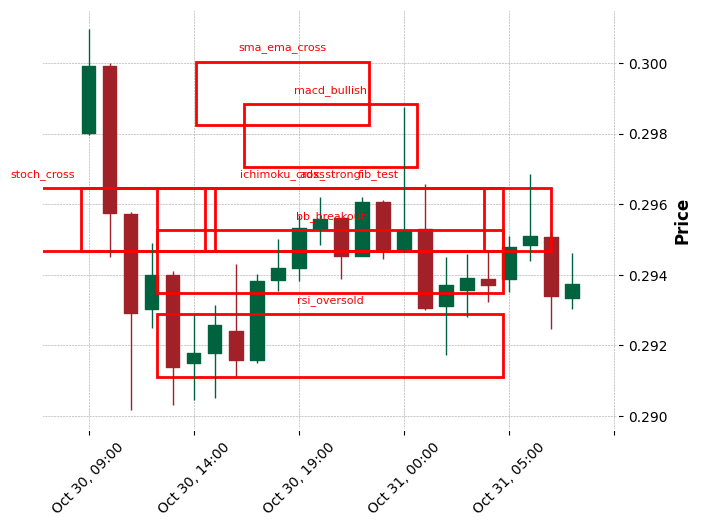 sma_ema_cross
0.300
macd_bullish
0.298
stoch_cross
fib_test
0.296
bb_breakout
Price
0.294
rsi_oversold
0.292
0.290
Oct 30, 09:00
Oct 30, 14:00
Oct 30, 19:00
Oct 31, 00:00
Oct 31, 05:00